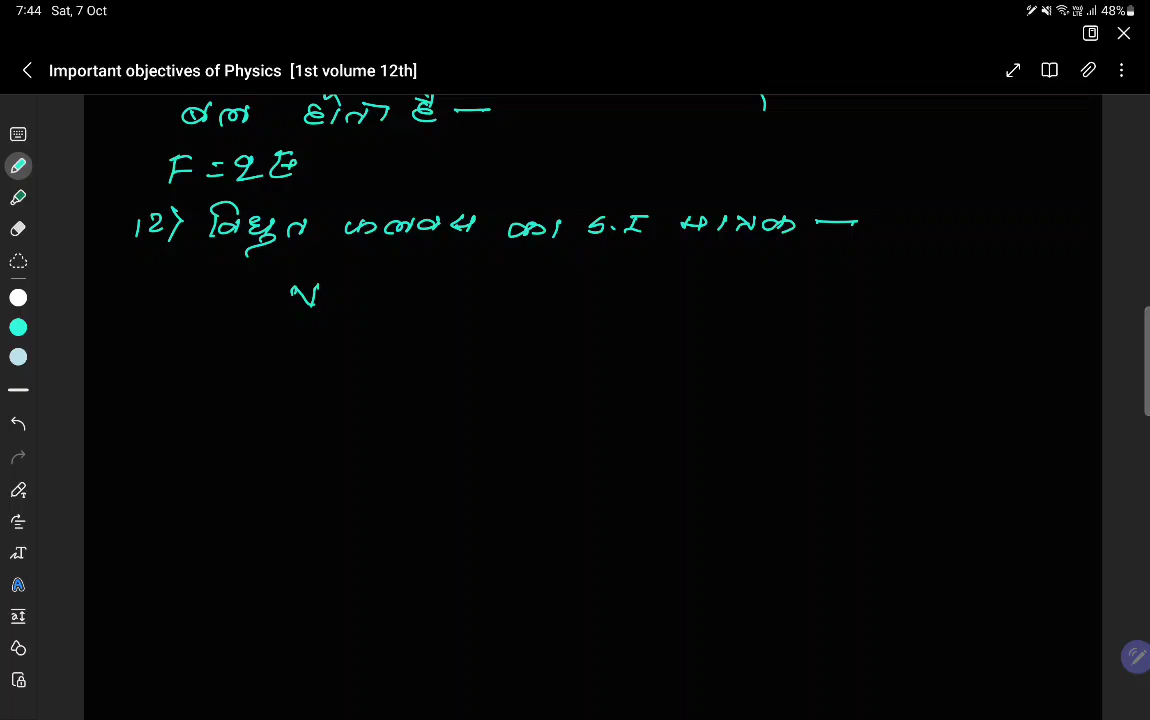 7:44 Sat, 7 Oct 48%
Important objectives of Physics [1st volume 12th]
बल होता है —
F = qE
12) विद्युत फ्लक्स का S.I मात्रक —
N